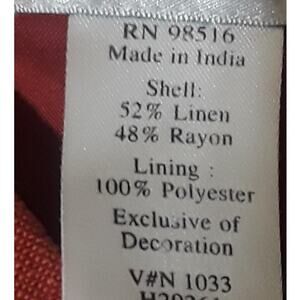 RN 98516
Made in India
Shell:
52% Linen
48% Rayon
Lining :
100% Polyester
Exclusive of
Decoration
V#N 1033